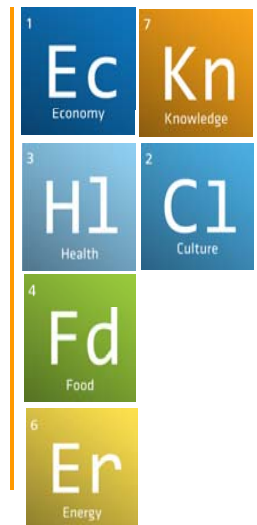 1
Ec
Economy
7
Kn
Knowledge
3
Hl
Health
2
Cl
Culture
4
Fd
Food
6
Er
Energy